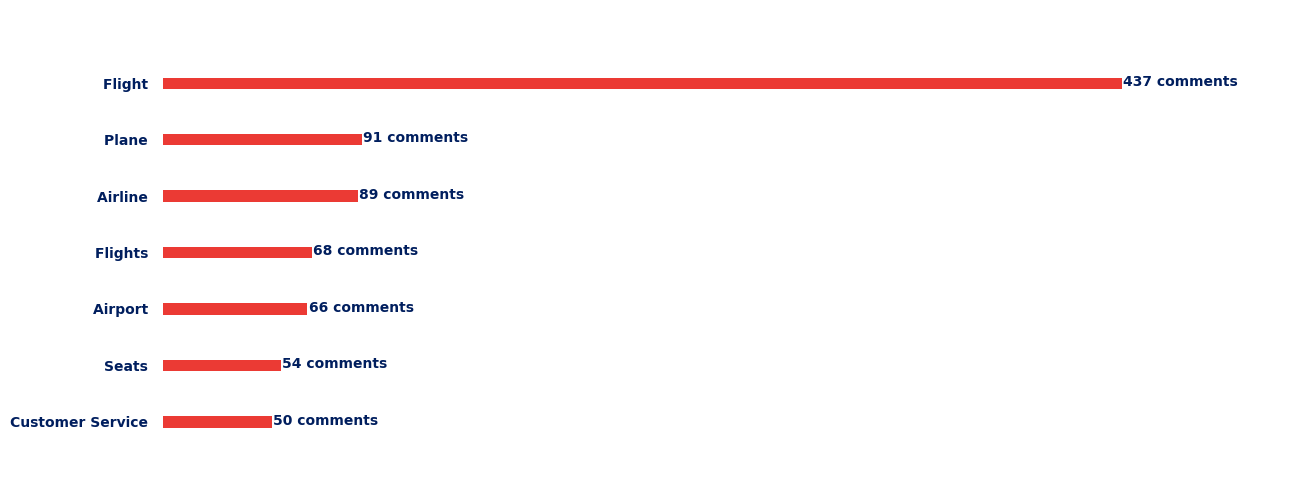 Flight 437 comments
Plane 91 comments
Airline 89 comments
Flights 68 comments
Airport 66 comments
Seats 54 comments
Customer Service 50 comments